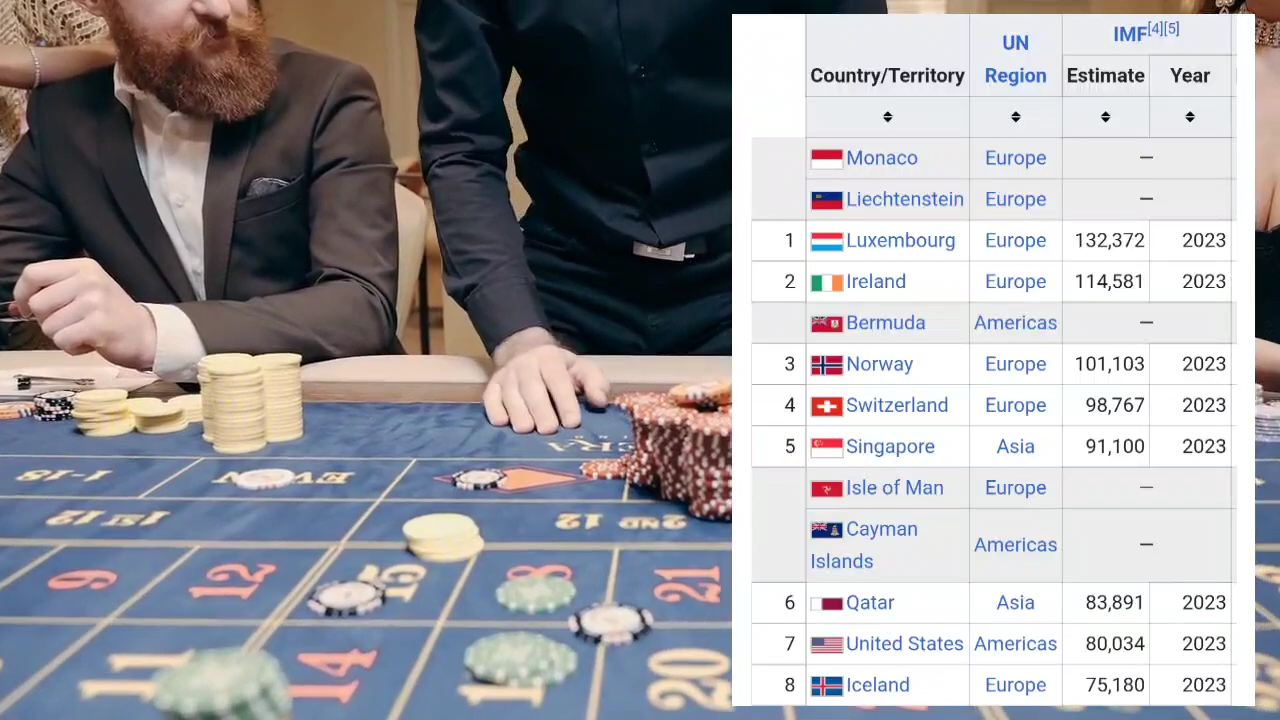 Country/Territory UN Region IMF[4][5]
Estimate Year
Monaco Europe —
Liechtenstein Europe —
1 Luxembourg Europe 132,372 2023
2 Ireland Europe 114,581 2023
Bermuda Americas —
3 Norway Europe 101,103 2023
4 Switzerland Europe 98,767 2023
5 Singapore Asia 91,100 2023
Isle of Man Europe —
Cayman Islands Americas —
6 Qatar Asia 83,891 2023
7 United States Americas 80,034 2023
8 Iceland Europe 75,180 2023
1-18 EVEN
1ST 12 2ND 12
9 12 15 18 21
11 14 20